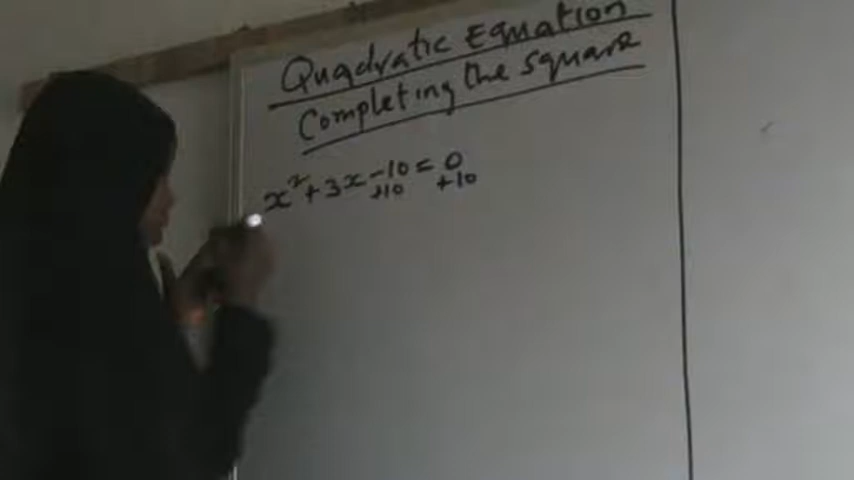 Quadratic Equation
Completing the square
x² + 3x - 10 = 0
+10 +10